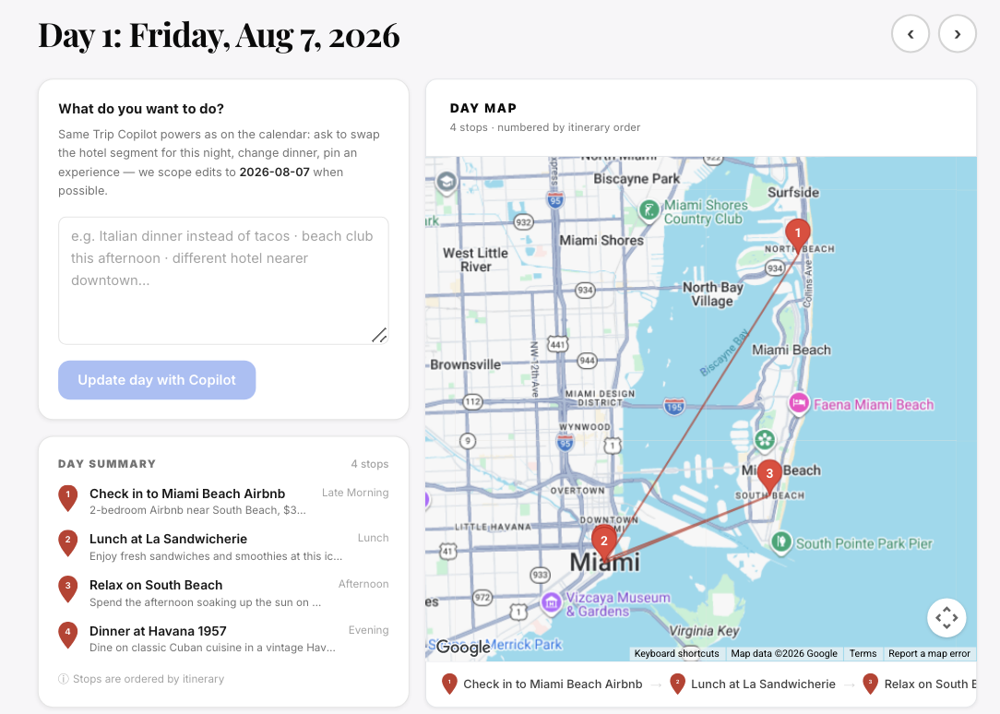 Day 1: Friday, Aug 7, 2026
‹
›
What do you want to do?
Same Trip Copilot powers as on the calendar: ask to swap
the hotel segment for this night, change dinner, pin an
experience — we scope edits to 2026-08-07 when
possible.
e.g. Italian dinner instead of tacos · beach club
this afternoon · different hotel nearer
downtown...
Update day with Copilot
DAY SUMMARY
4 stops
1
Check in to Miami Beach Airbnb
Late Morning
2-bedroom Airbnb near South Beach, $3...
2
Lunch at La Sandwicherie
Lunch
Enjoy fresh sandwiches and smoothies at this ic...
3
Relax on South Beach
Afternoon
Spend the afternoon soaking up the sun on ...
4
Dinner at Havana 1957
Evening
Dine on classic Cuban cuisine in a vintage Hav...
ⓘ Stops are ordered by itinerary
DAY MAP
4 stops · numbered by itinerary order
North Miami
922
Biscayne Park
press
95
Surfside
Miami Shores
Country Club
rk
932
1
Miami Shores
NORTH BEACH
West Little
River
934
Collins Ave
North Bay
Village
934
441
Biscayne Bay
Miami Beach
NW 12th Ave
944
Brownsville
MIAMI DESIGN
DISTRICT
112
195
Faena Miami Beach
WYNWOOD
9
95
1
3
Beach
SOUTH BEACH
OVERTOWN
LITTLE HAVANA
DOWNTOWN
2
South Pointe Park Pier
41
Miami
933
972
es
1
Vizcaya Museum
& Gardens
Virginia Key
Merrick Park
Google
Keyboard shortcuts
Map data ©2026 Google
Terms
Report a map error
1
Check in to Miami Beach Airbnb
→
2
Lunch at La Sandwicherie
→
3
Relax on South B